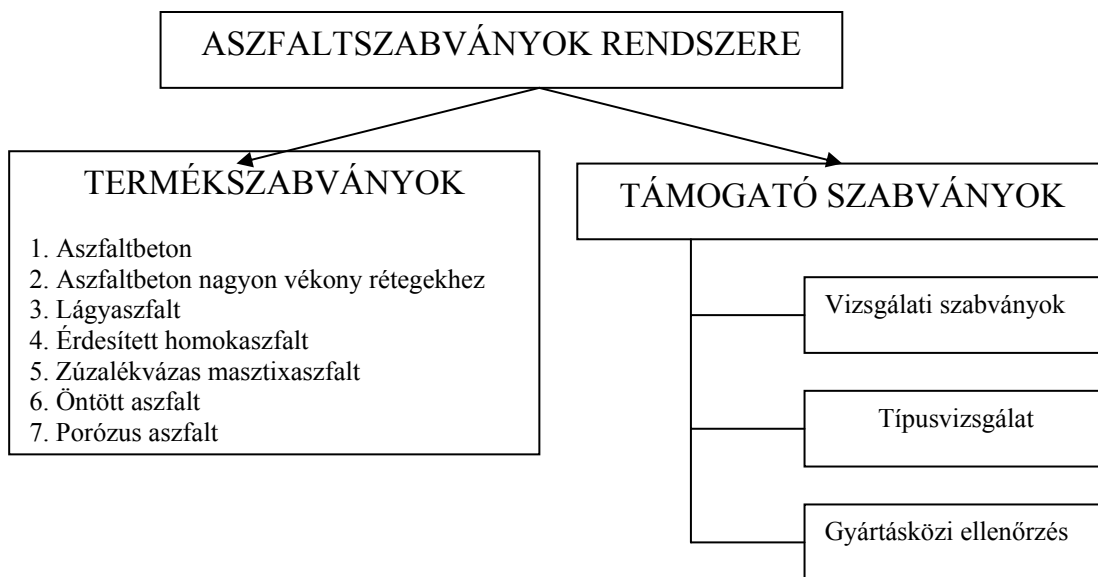 ASZFALTSZABVÁNYOK RENDSZERE
TERMÉKSZABVÁNYOK
1. Aszfaltbeton
2. Aszfaltbeton nagyon vékony rétegekhez
3. Lágyaszfalt
4. Érdesített homokaszfalt
5. Zúzalékvázas masztixaszfalt
6. Öntött aszfalt
7. Porózus aszfalt
TÁMOGATÓ SZABVÁNYOK
Vizsgálati szabványok
Típusvizsgálat
Gyártásközi ellenőrzés